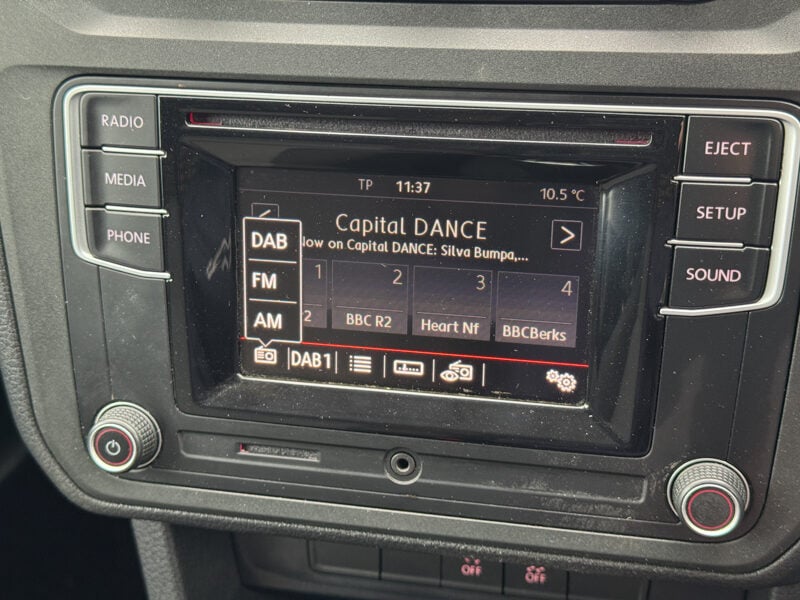 RADIO
MEDIA
PHONE
EJECT
SETUP
SOUND
TP 11:37 10.5 °C
<
Capital DANCE
>
Now on Capital DANCE: Silva Bumpa,...
DAB
FM
AM
1
2
3
4
2
BBC R2
Heart Nf
BBCBerks
DAB1
OFF
OFF